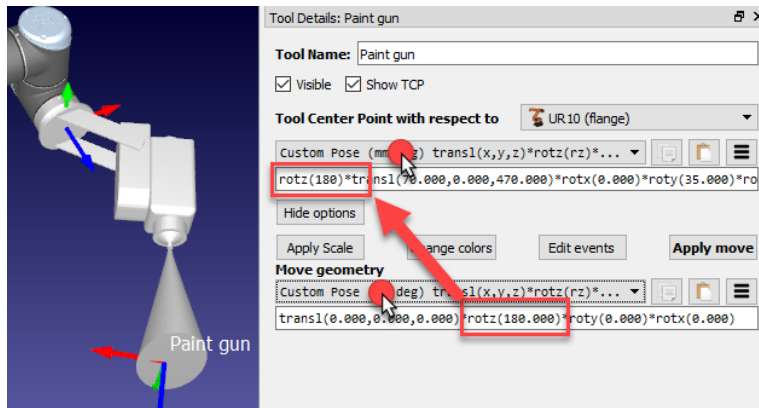 Tool Details: Paint gun
Tool Name: Paint gun
Visible Show TCP
Tool Center Point with respect to UR10 (flange)
Custom Pose (mm, g) transl(x,y,z)*rotz(rz)*...
rotz(180)*transl(70.000,0.000,470.000)*rotx(0.000)*roty(35.000)*ro
Hide options
Apply Scale ange colors Edit events Apply move
Move geometry
Custom Pose deg) tr sl(x,y,z)*rotz(rz)*...
transl(0.000,0.000,0.000)*rotz(180.000)*roty(0.000)*rotx(0.000)
Paint gun